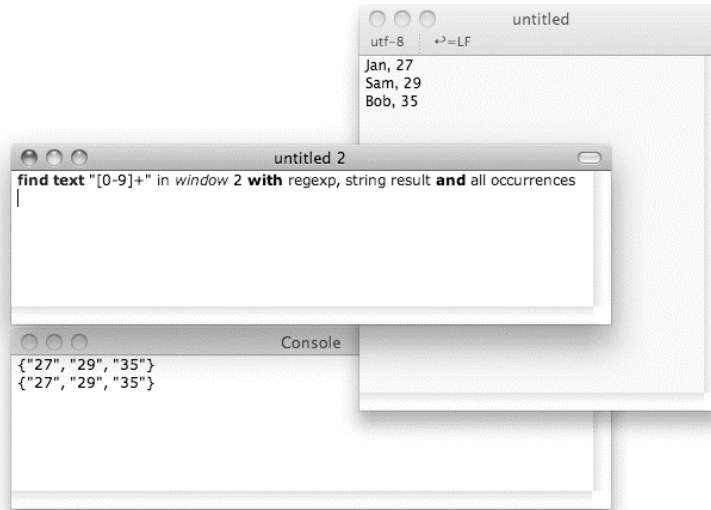 untitled
utf-8 ↩=LF
Jan, 27
Sam, 29
Bob, 35
untitled 2
find text "[0-9]+" in window 2 with regexp, string result and all occurrences
Console
{"27", "29", "35"}
{"27", "29", "35"}